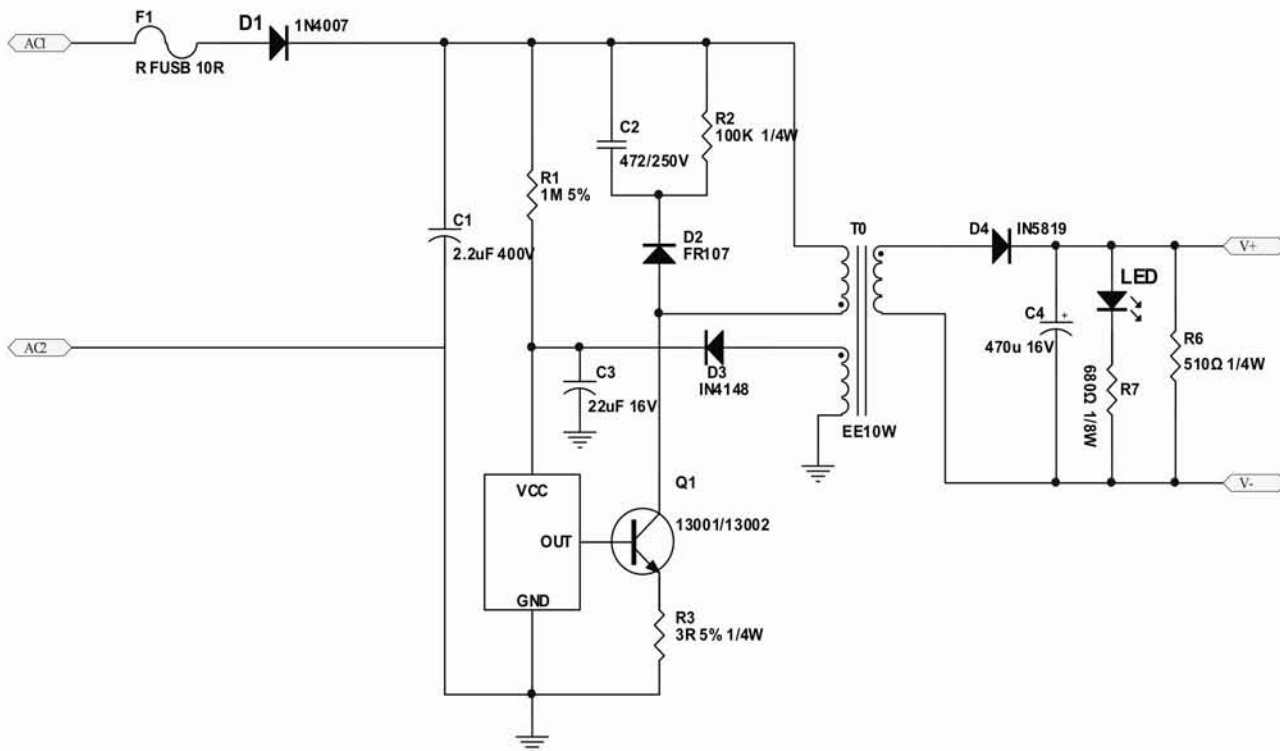 F1
AC1
R FUSB 10R
D1
1N4007
C2
472/250V
R2
100K 1/4W
R1
1M 5%
C1
2.2uF 400V
D2
FR107
T0
D4
IN5819
V+
LED
AC2
C3
22uF 16V
D3
IN4148
EE10W
C4
+
470u 16V
680Ω 1/8W
R7
R6
510Ω 1/4W
V-
VCC
OUT
GND
Q1
13001/13002
R3
3R 5% 1/4W